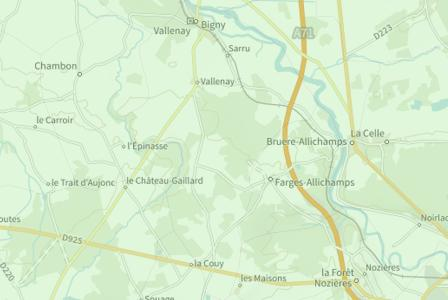 Bigny
Vallenay
A71
D223
Sarru
Chambon
Vallenay
le Carroir
La Celle
l'Épinasse
Bruère-Allichamps
le Trait d'Aujonc
le Château-Gaillard
Farges-Allichamps
outes
Noirlac
D925
D220
la Couy
les Maisons
la Forêt
Nozières
Nozières
Souage